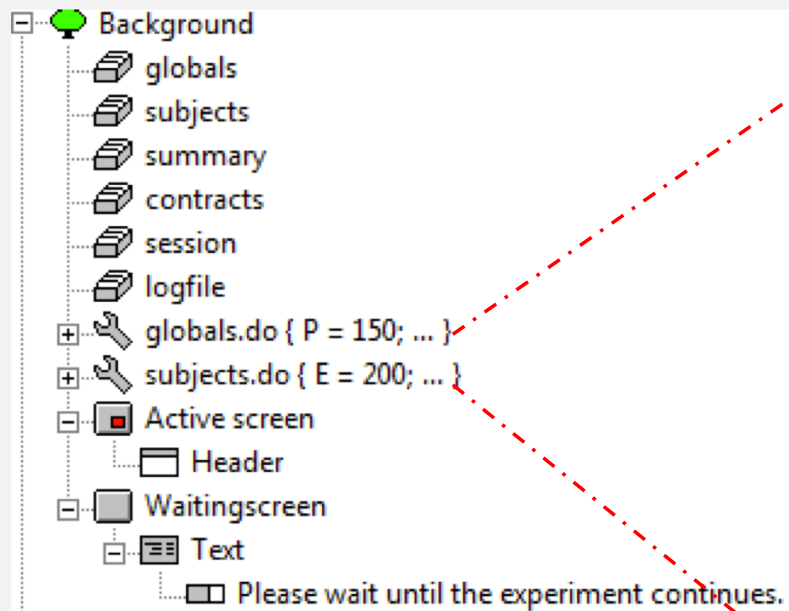 Background
globals
subjects
summary
contracts
session
logfile
globals.do { P = 150; ... }
subjects.do { E = 200; ... }
Active screen
Header
Waitingscreen
Text
Please wait until the experiment continues.